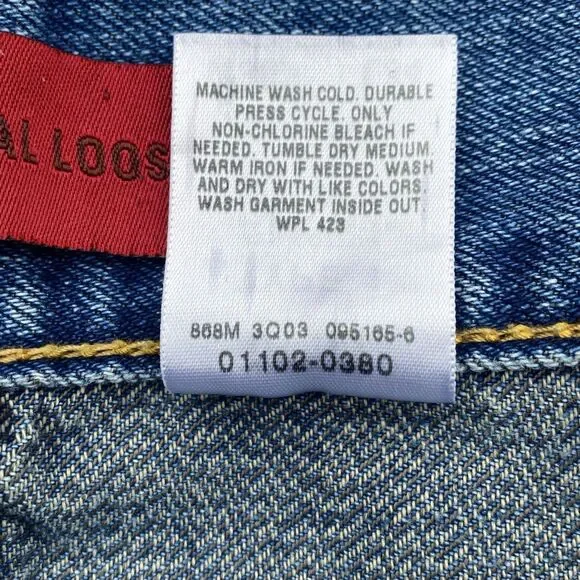 AL LOOS
MACHINE WASH COLD. DURABLE
PRESS CYCLE. ONLY
NON-CHLORINE BLEACH IF
NEEDED. TUMBLE DRY MEDIUM.
WARM IRON IF NEEDED. WASH
AND DRY WITH LIKE COLORS.
WASH GARMENT INSIDE OUT.
WPL 423
868M 3Q03 095165-6
01102-0380